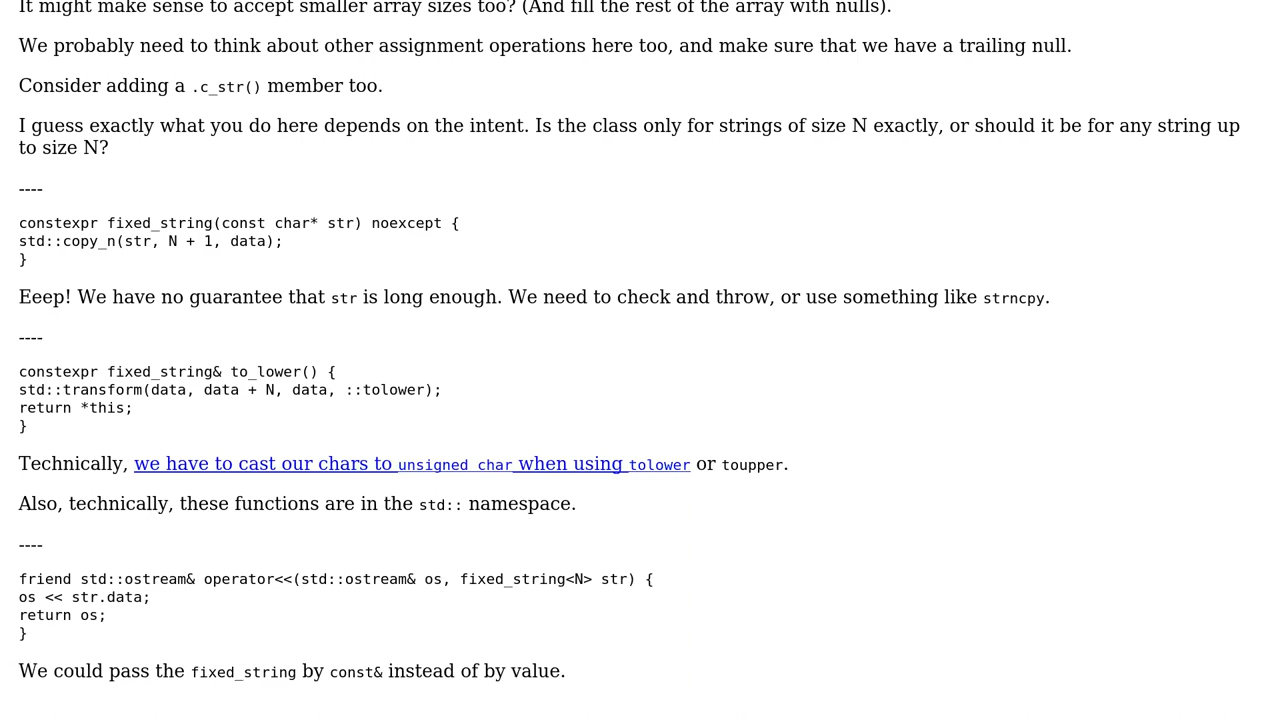 It might make sense to accept smaller array sizes too? (And fill the rest of the array with nulls).
We probably need to think about other assignment operations here too, and make sure that we have a trailing null.
Consider adding a .c_str() member too.
I guess exactly what you do here depends on the intent. Is the class only for strings of size N exactly, or should it be for any string up
to size N?
----
constexpr fixed_string(const char* str) noexcept {
std::copy_n(str, N + 1, data);
}
Eeep! We have no guarantee that str is long enough. We need to check and throw, or use something like strncpy.
----
constexpr fixed_string& to_lower() {
std::transform(data, data + N, data, ::tolower);
return *this;
}
Technically, we have to cast our chars to unsigned char when using tolower or toupper.
Also, technically, these functions are in the std:: namespace.
----
friend std::ostream& operator<<(std::ostream& os, fixed_string<N> str) {
os << str.data;
return os;
}
We could pass the fixed_string by const& instead of by value.